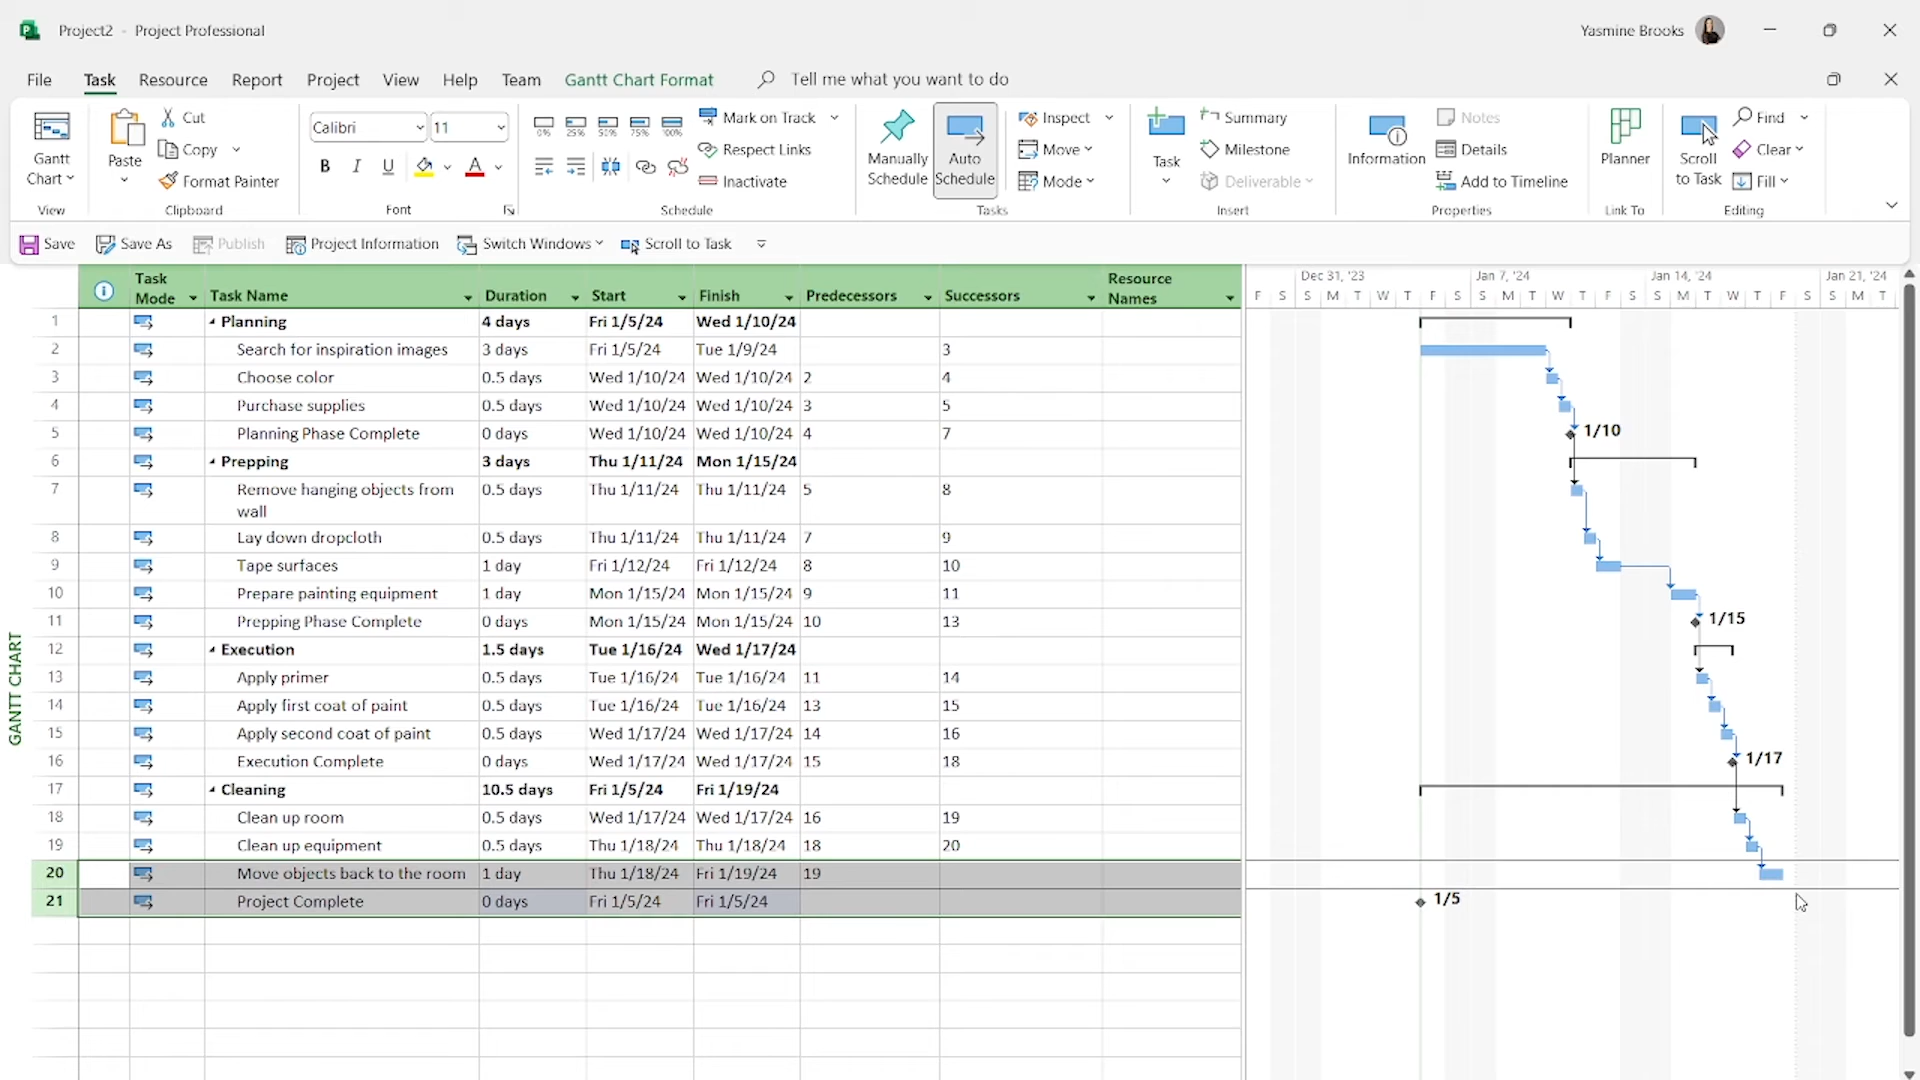 Project2 - Project Professional
Yasmine Brooks
File Task Resource Report Project View Help Team Gantt Chart Format Tell me what you want to do
Gantt Chart
View
Paste
Cut
Copy
Format Painter
Clipboard
Calibri 11
B I U A
Font
0% 25% 50% 75% 100%
Mark on Track
Respect Links
Inactivate
Schedule
Manually Schedule
Auto Schedule
Inspect
Move
Mode
Tasks
Task
Summary
Milestone
Deliverable
Insert
Information
Notes
Details
Add to Timeline
Properties
Planner
Link To
Scroll to Task
Find
Clear
Fill
Editing
Save Save As Publish Project Information Switch Windows Scroll to Task
Task Mode Task Name Duration Start Finish Predecessors Successors Resource Names
Dec 31, '23 Jan 7, '24 Jan 14, '24 Jan 21, '24
F S S M T W T F S S M T W T F S S M T W T F S S M T
1 Planning 4 days Fri 1/5/24 Wed 1/10/24
2 Search for inspiration images 3 days Fri 1/5/24 Tue 1/9/24 3
3 Choose color 0.5 days Wed 1/10/24 Wed 1/10/24 2 4
4 Purchase supplies 0.5 days Wed 1/10/24 Wed 1/10/24 3 5
5 Planning Phase Complete 0 days Wed 1/10/24 Wed 1/10/24 4 7 1/10
6 Prepping 3 days Thu 1/11/24 Mon 1/15/24
7 Remove hanging objects from wall 0.5 days Thu 1/11/24 Thu 1/11/24 5 8
8 Lay down dropcloth 0.5 days Thu 1/11/24 Thu 1/11/24 7 9
9 Tape surfaces 1 day Fri 1/12/24 Fri 1/12/24 8 10
10 Prepare painting equipment 1 day Mon 1/15/24 Mon 1/15/24 9 11
11 Prepping Phase Complete 0 days Mon 1/15/24 Mon 1/15/24 10 13 1/15
12 Execution 1.5 days Tue 1/16/24 Wed 1/17/24
13 Apply primer 0.5 days Tue 1/16/24 Tue 1/16/24 11 14
14 Apply first coat of paint 0.5 days Tue 1/16/24 Tue 1/16/24 13 15
15 Apply second coat of paint 0.5 days Wed 1/17/24 Wed 1/17/24 14 16
16 Execution Complete 0 days Wed 1/17/24 Wed 1/17/24 15 18 1/17
17 Cleaning 10.5 days Fri 1/5/24 Fri 1/19/24
18 Clean up room 0.5 days Wed 1/17/24 Wed 1/17/24 16 19
19 Clean up equipment 0.5 days Thu 1/18/24 Thu 1/18/24 18 20
20 Move objects back to the room 1 day Thu 1/18/24 Fri 1/19/24 19
21 Project Complete 0 days Fri 1/5/24 Fri 1/5/24 1/5
GANTT CHART